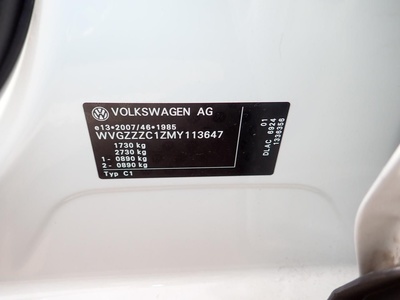 VOLKSWAGEN AG
e13*2007/46*1985
WVGZZZC1ZMY113647
1730 kg
2730 kg
1 - 0890 kg
2 - 0890 kg
Typ C1
01
DLAC 6924
1336356